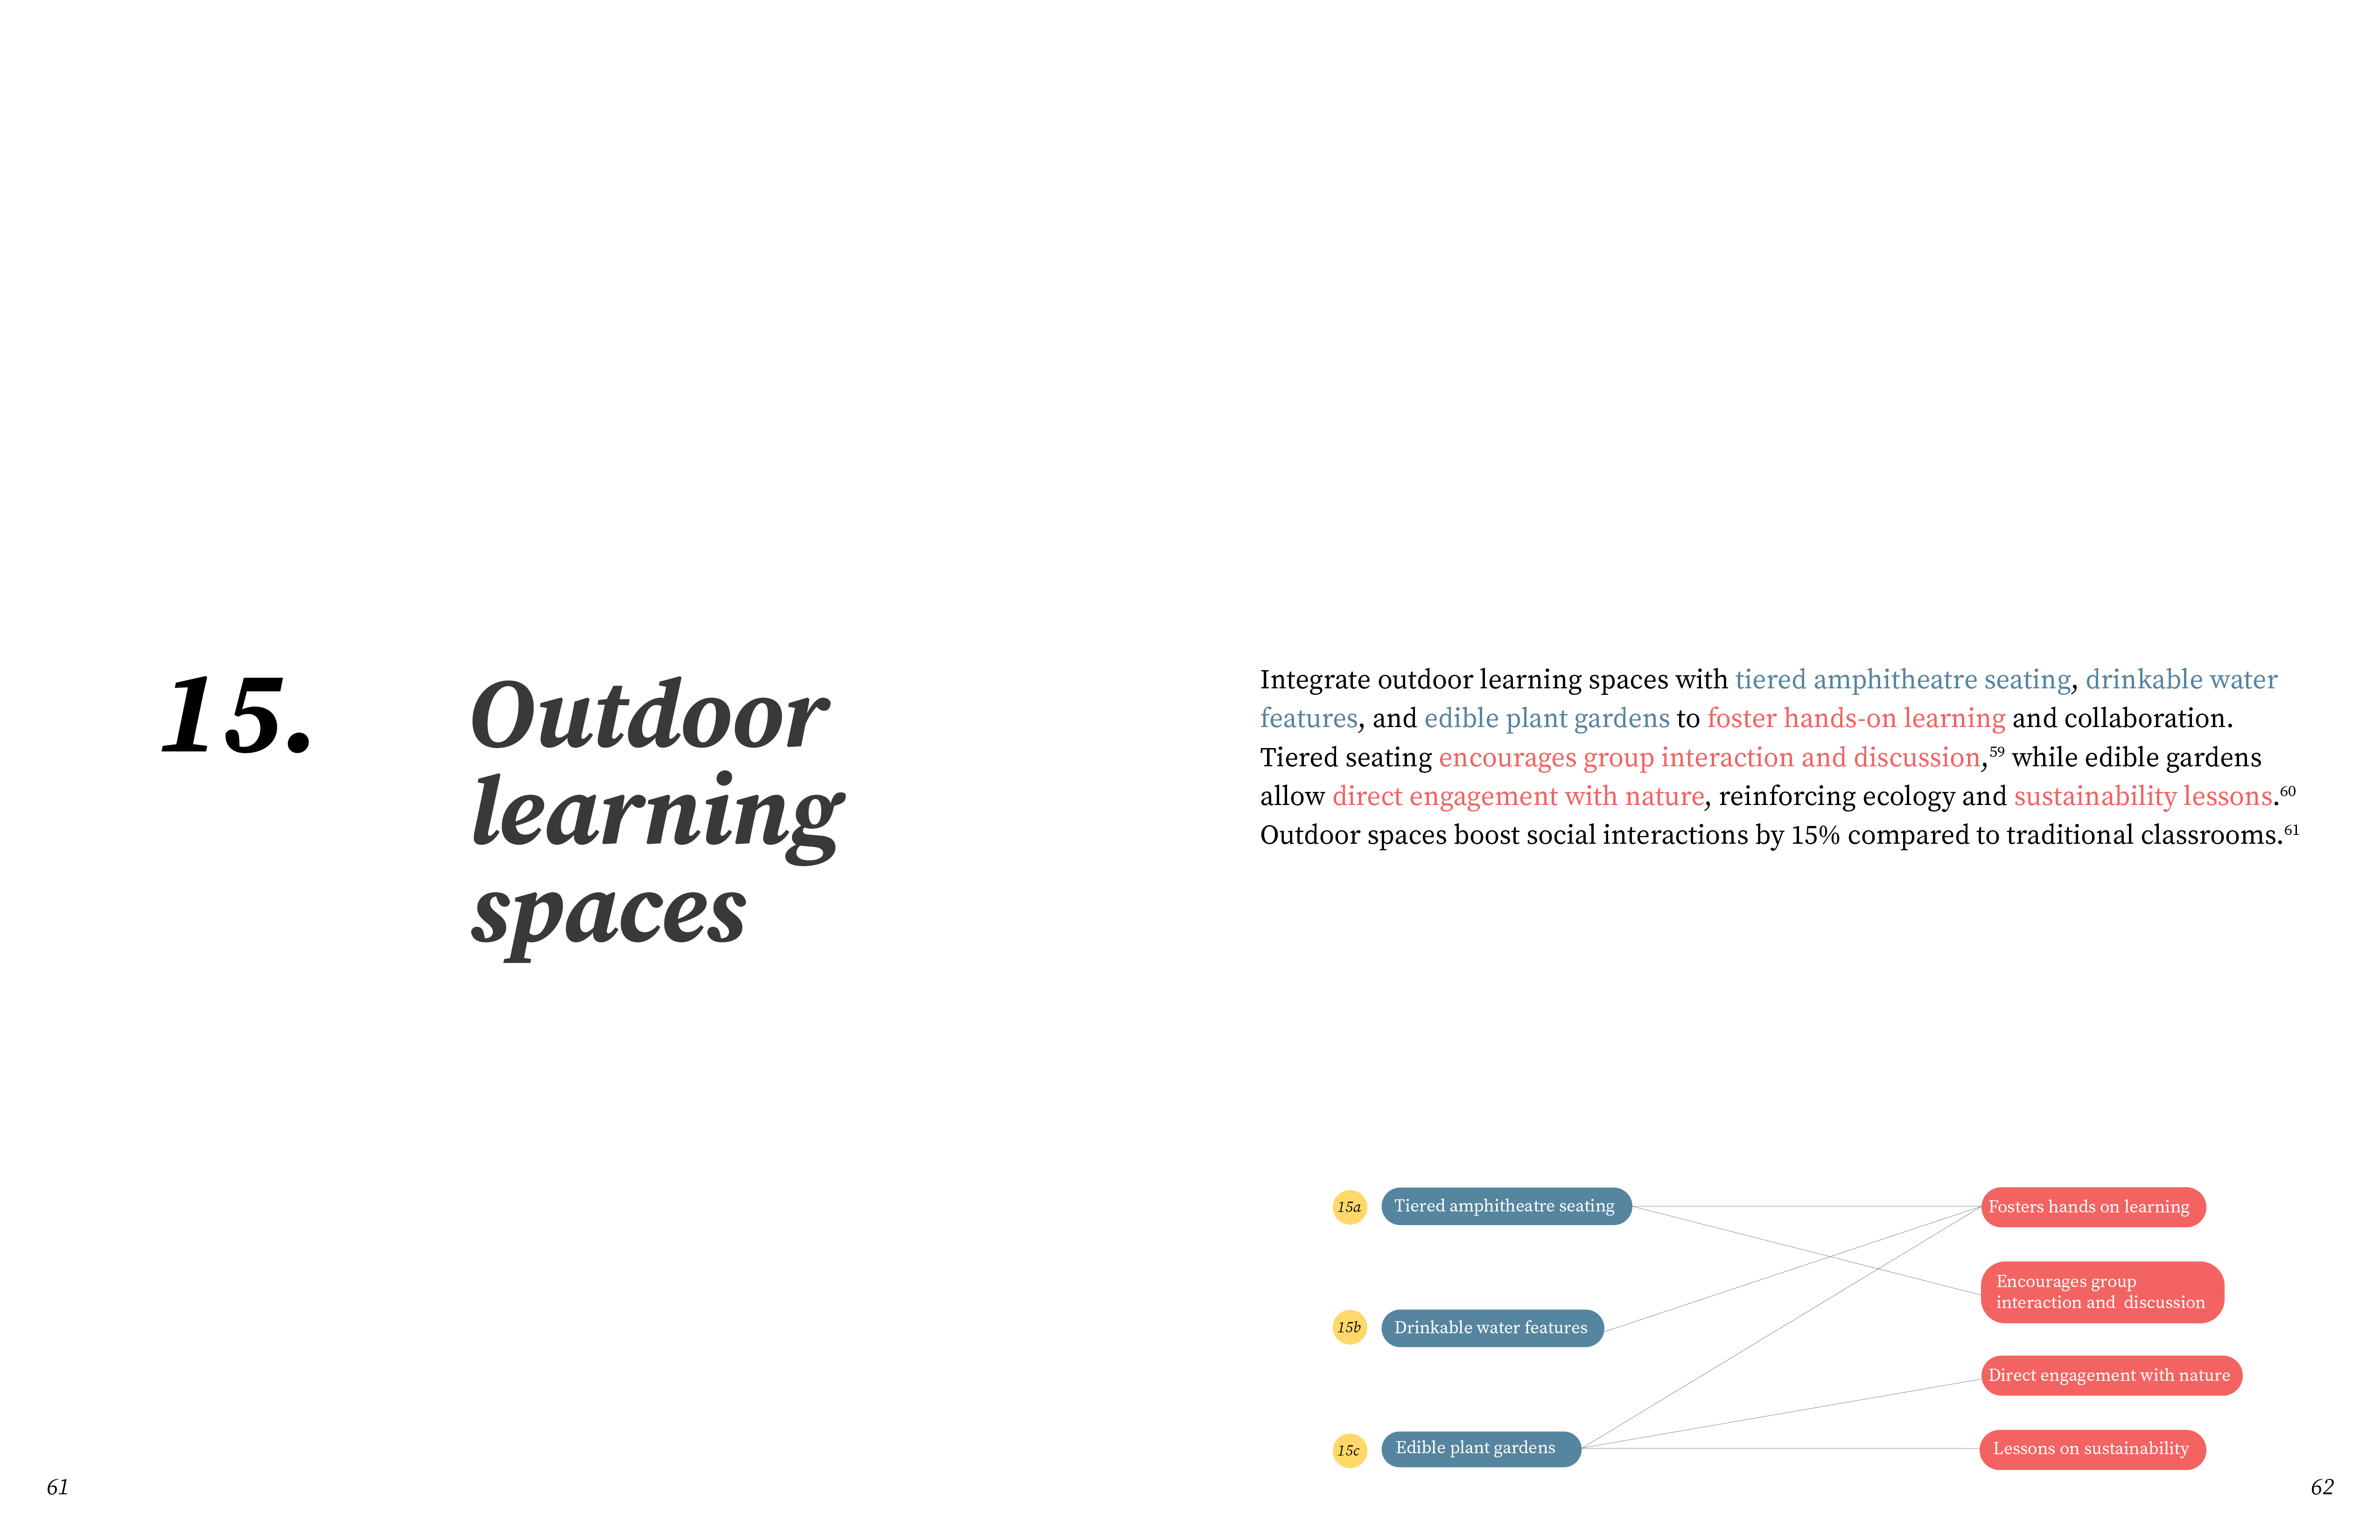 15.
Outdoor
learning
spaces
Integrate outdoor learning spaces with tiered amphitheatre seating, drinkable water
features, and edible plant gardens to foster hands-on learning and collaboration.
Tiered seating encourages group interaction and discussion,⁵⁹ while edible gardens
allow direct engagement with nature, reinforcing ecology and sustainability lessons.⁶⁰
Outdoor spaces boost social interactions by 15% compared to traditional classrooms.⁶¹
15a
Tiered amphitheatre seating
15b
Drinkable water features
15c
Edible plant gardens
Fosters hands on learning
Encourages group
interaction and  discussion
Direct engagement with nature
Lessons on sustainability
61
62